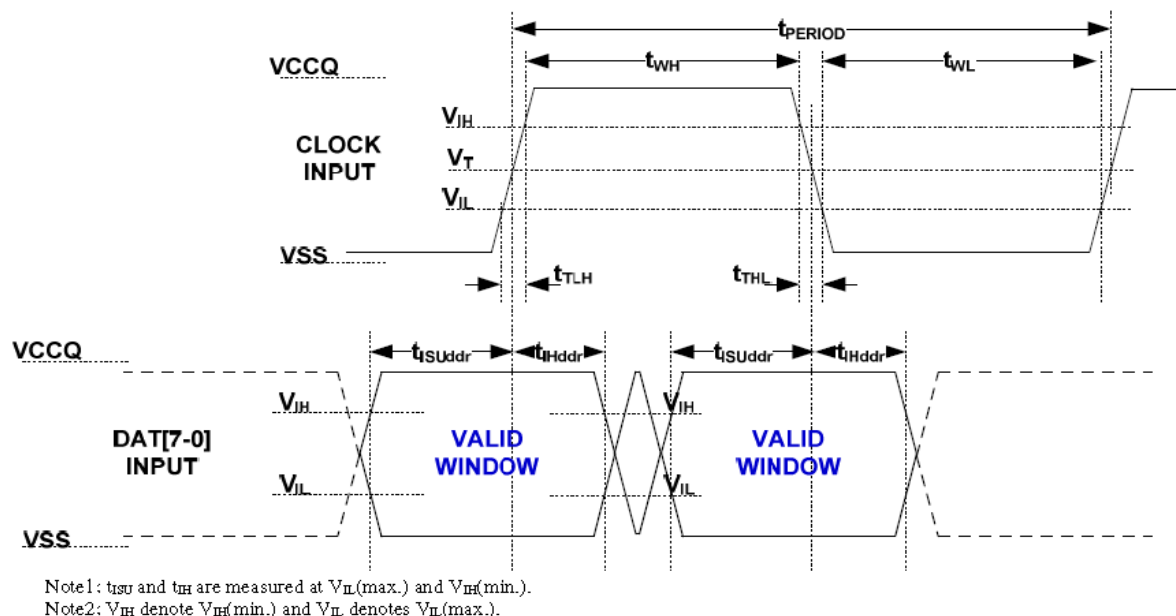 tPERIOD
VCCQ
tWH
tWL
VIH
CLOCK
INPUT
VT
VIL
VSS
tTLH
tTHL
VCCQ
tISUddr
tIHddr
tISUddr
tIHddr
VIH
VIH
DAT[7-0]
INPUT
VALID
WINDOW
VALID
WINDOW
VIL
VIL
VSS
Note1; tISU and tIH are measured at VIL(max.) and VIH(min.).
Note2; VIH denote VIH(min.) and VIL denotes VIL(max.).